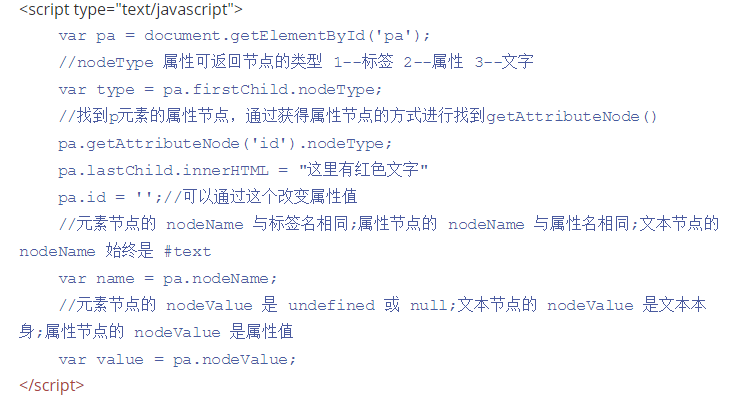 <script type="text/javascript">
    var pa = document.getElementById('pa');
    //nodeType 属性可返回节点的类型 1--标签 2--属性 3--文字
    var type = pa.firstChild.nodeType;
    //找到p元素的属性节点，通过获得属性节点的方式进行找到getAttributeNode()
    pa.getAttributeNode('id').nodeType;
    pa.lastChild.innerHTML = "这里有红色文字"
    pa.id = '';//可以通过这个改变属性值
    //元素节点的 nodeName 与标签名相同;属性节点的 nodeName 与属性名相同;文本节点的
nodeName 始终是 #text
    var name = pa.nodeName;
    //元素节点的 nodeValue 是 undefined 或 null;文本节点的 nodeValue 是文本本
身;属性节点的 nodeValue 是属性值
    var value = pa.nodeValue;
</script>